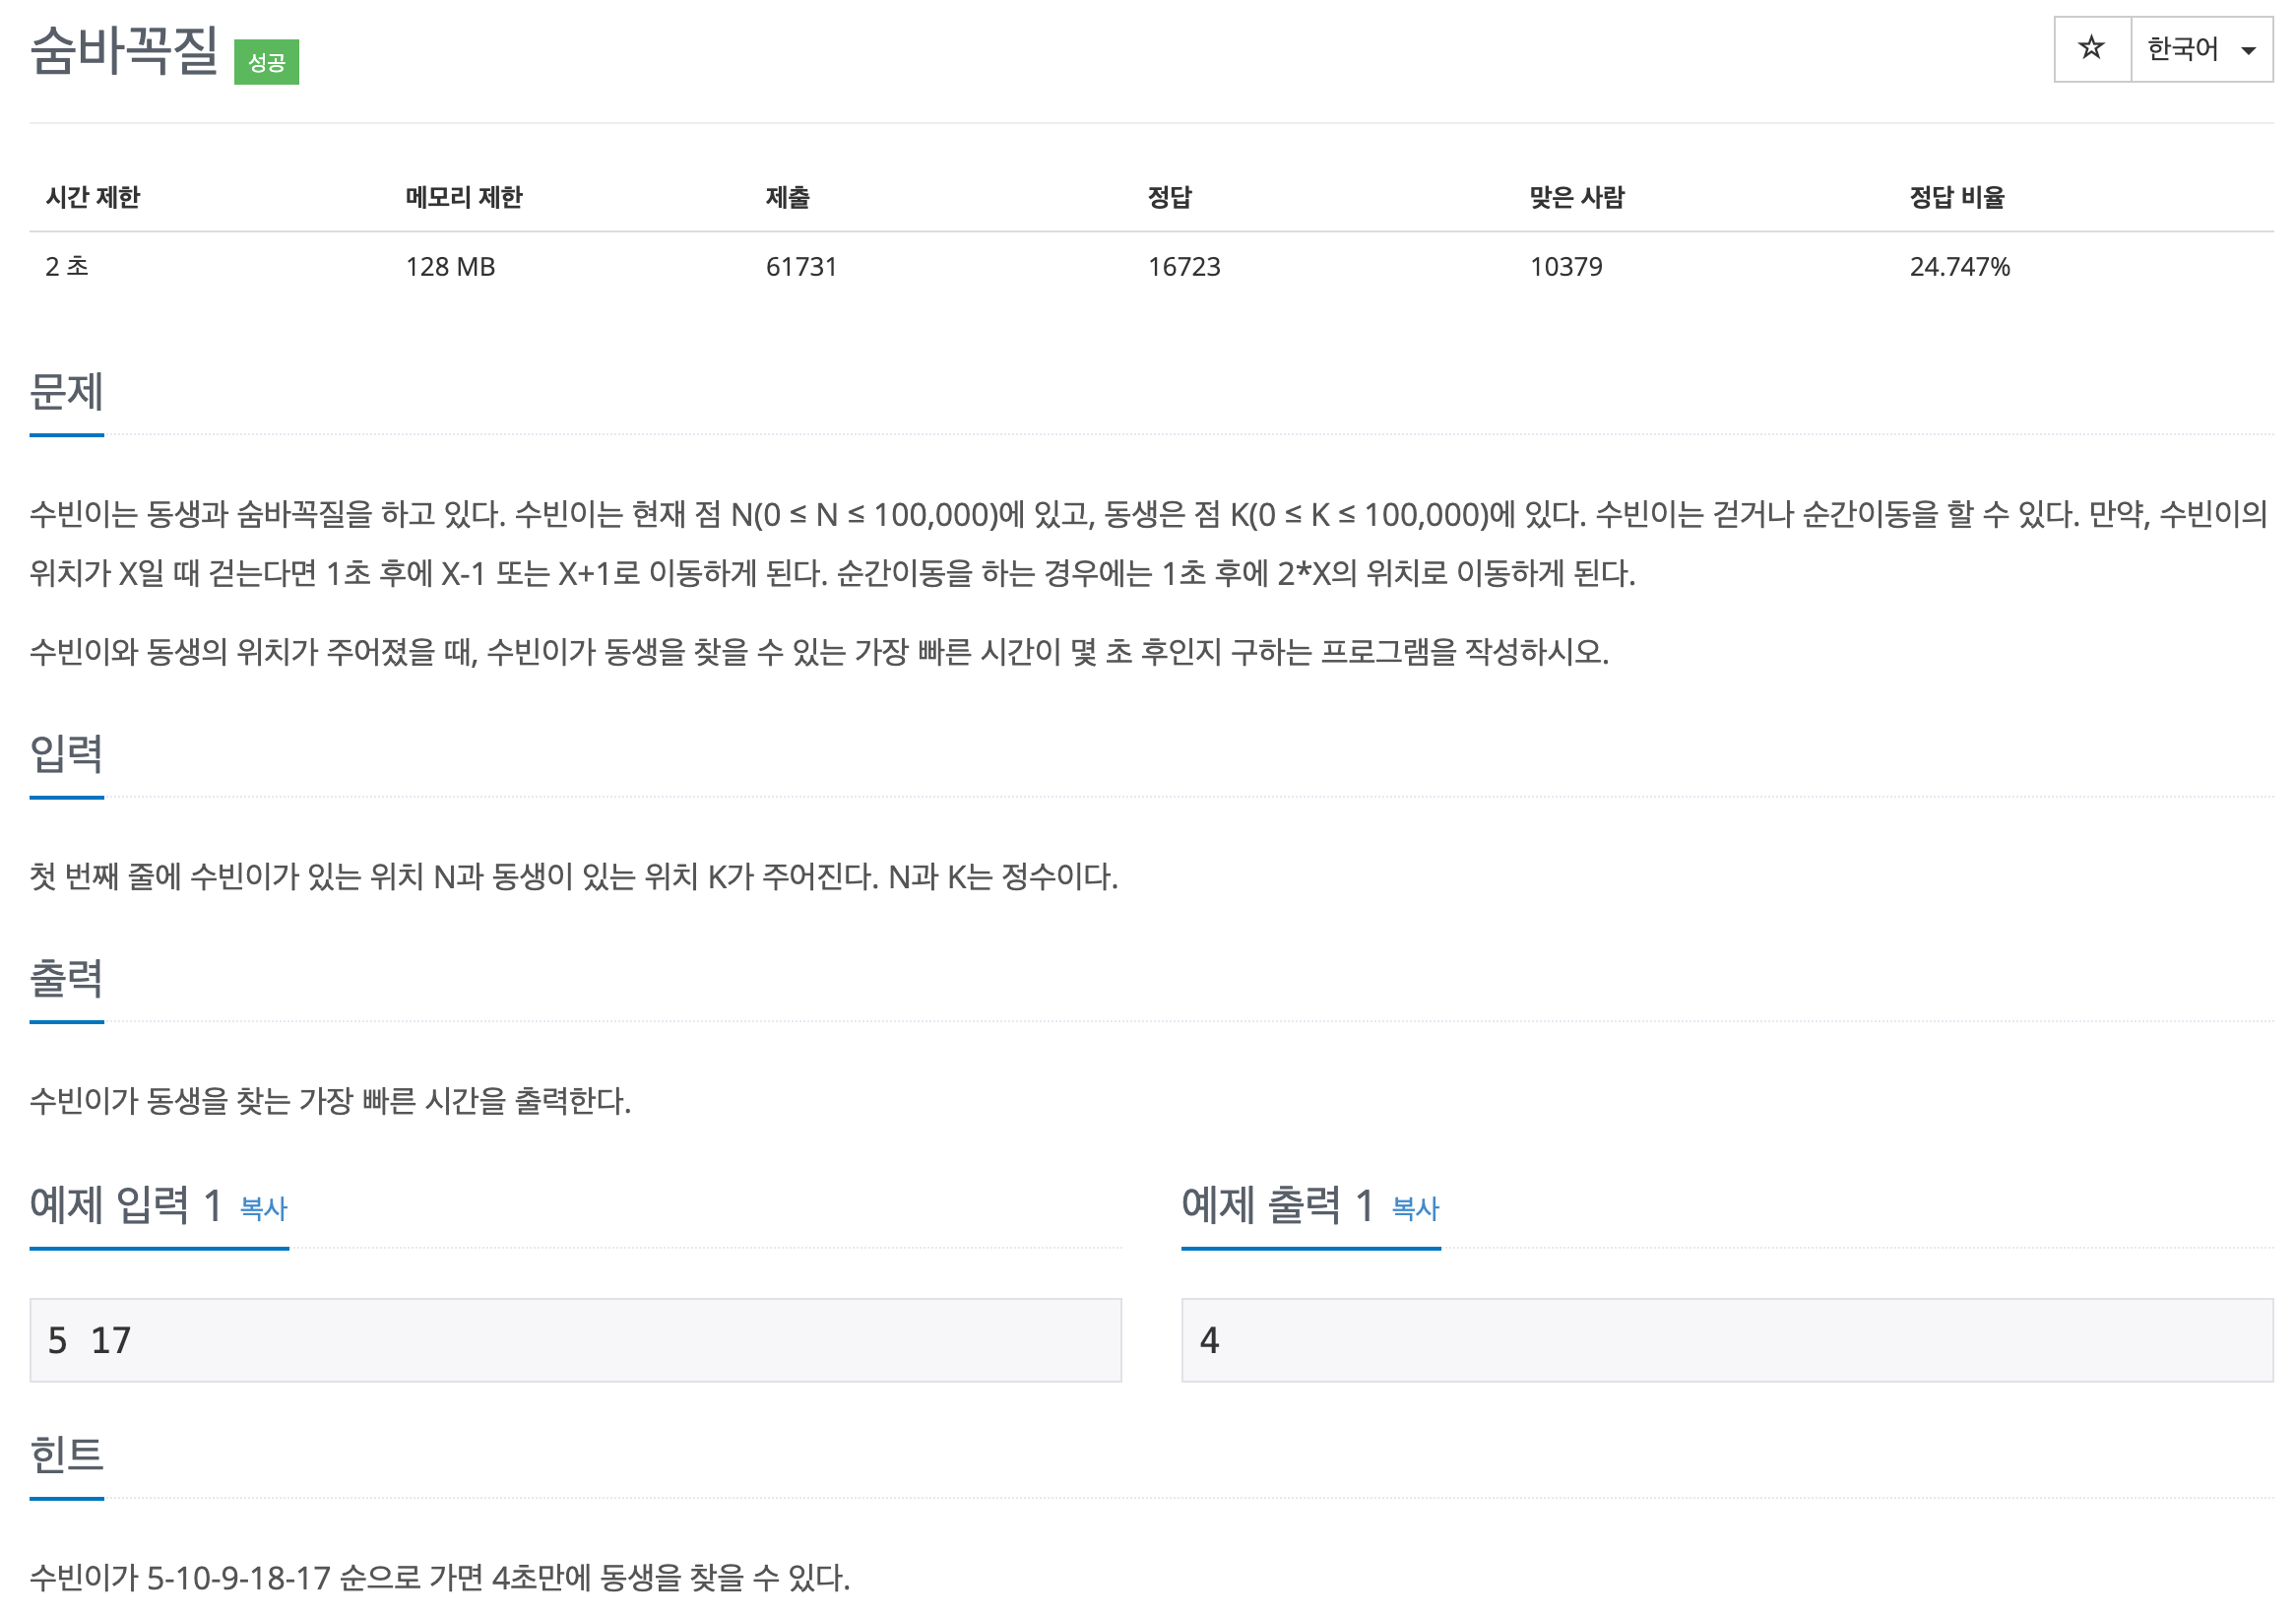 숨바꼭질 성공
☆ 한국어
시간 제한 메모리 제한 제출 정답 맞은 사람 정답 비율
2 초 128 MB 61731 16723 10379 24.747%
문제
수빈이는 동생과 숨바꼭질을 하고 있다. 수빈이는 현재 점 N(0 ≤ N ≤ 100,000)에 있고, 동생은 점 K(0 ≤ K ≤ 100,000)에 있다. 수빈이는 걷거나 순간이동을 할 수 있다. 만약, 수빈이의
위치가 X일 때 걷는다면 1초 후에 X-1 또는 X+1로 이동하게 된다. 순간이동을 하는 경우에는 1초 후에 2*X의 위치로 이동하게 된다.
수빈이와 동생의 위치가 주어졌을 때, 수빈이가 동생을 찾을 수 있는 가장 빠른 시간이 몇 초 후인지 구하는 프로그램을 작성하시오.
입력
첫 번째 줄에 수빈이가 있는 위치 N과 동생이 있는 위치 K가 주어진다. N과 K는 정수이다.
출력
수빈이가 동생을 찾는 가장 빠른 시간을 출력한다.
예제 입력 1 복사
5 17
예제 출력 1 복사
4
힌트
수빈이가 5-10-9-18-17 순으로 가면 4초만에 동생을 찾을 수 있다.